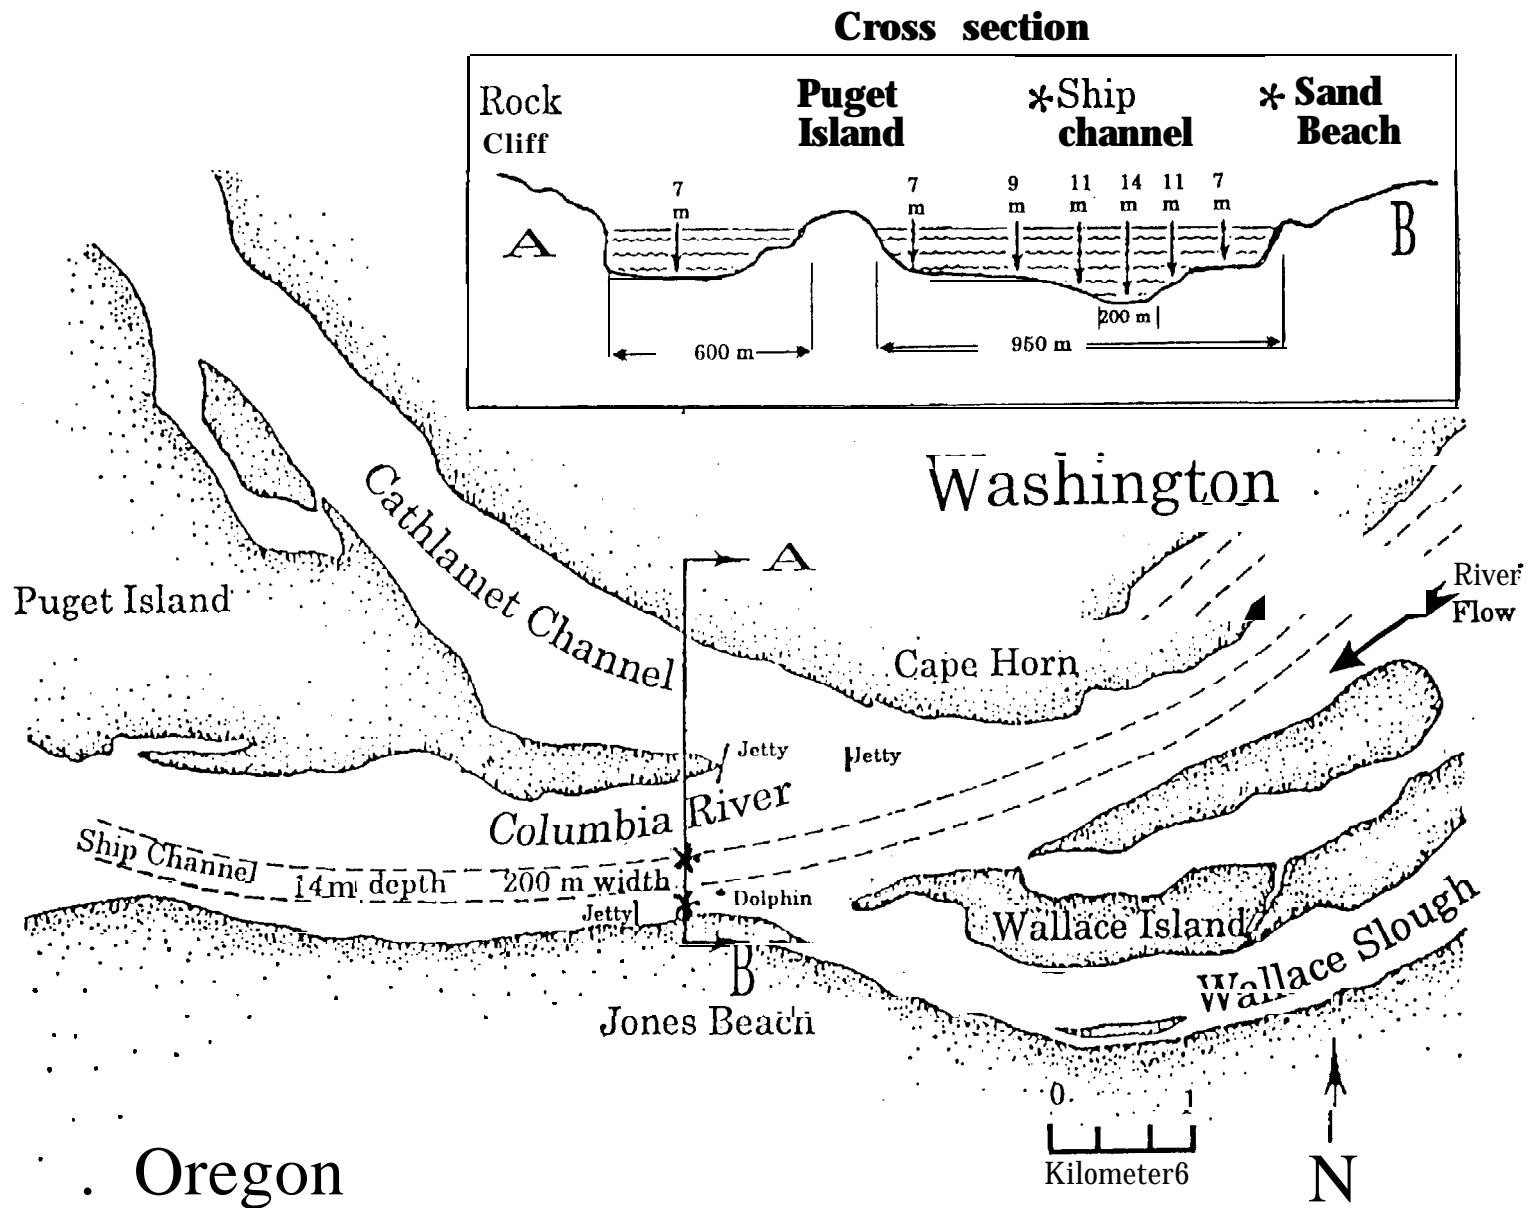 Cross section
Rock
Cliff
Puget
Island
*Ship
channel
* Sand
Beach
7
m
7
m
9
m
11
m
14
m
11
m
7
m
A
B
200 m
600 m
950 m
Washington
Cathlamet Channel
A
River
Flow
Puget Island
Cape Horn
Jetty
Jetty
Columbia River
Ship Channel
14m depth
200 m width
Dolphin
Jetty
Wallace Island
Wallace Slough
B
Jones Beach
0
1
Kilometer6
Oregon
N